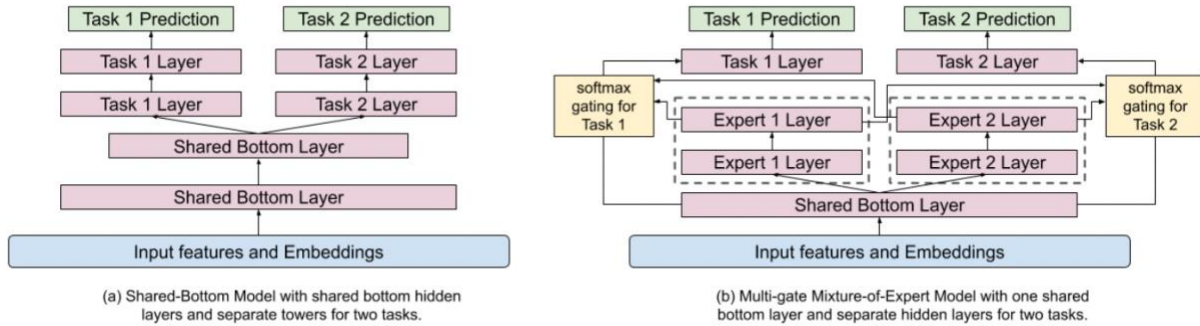 Task 1 Prediction
Task 2 Prediction
Task 1 Layer
Task 2 Layer
Task 1 Layer
Task 2 Layer
Shared Bottom Layer
Shared Bottom Layer
Input features and Embeddings
(a) Shared-Bottom Model with shared bottom hidden
layers and separate towers for two tasks.
Task 1 Prediction
Task 2 Prediction
Task 1 Layer
Task 2 Layer
softmax
gating for
Task 1
Expert 1 Layer
Expert 2 Layer
softmax
gating for
Task 2
Expert 1 Layer
Expert 2 Layer
Shared Bottom Layer
Input features and Embeddings
(b) Multi-gate Mixture-of-Expert Model with one shared
bottom layer and separate hidden layers for two tasks.